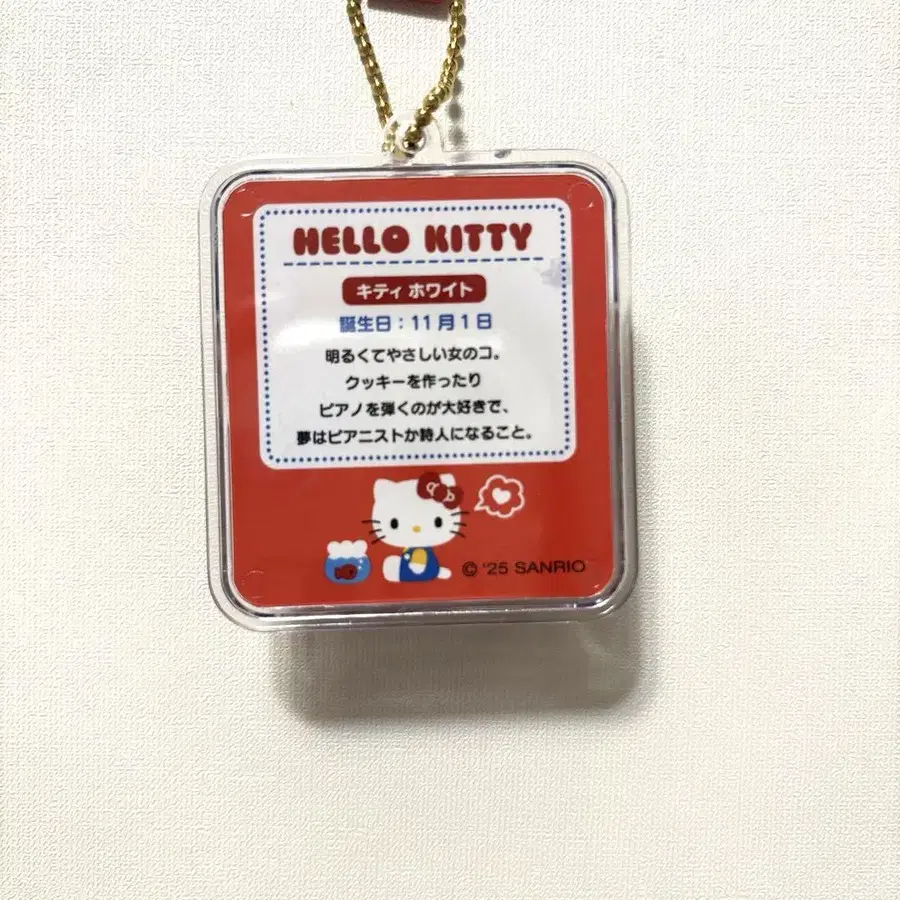 HELLO KITTY
キティ ホワイト
誕生日：11月1日
明るくてやさしい女のコ。
クッキーを作ったり
ピアノを弾くのが大好きで、
夢はピアニストか詩人になること。
© '25 SANRIO